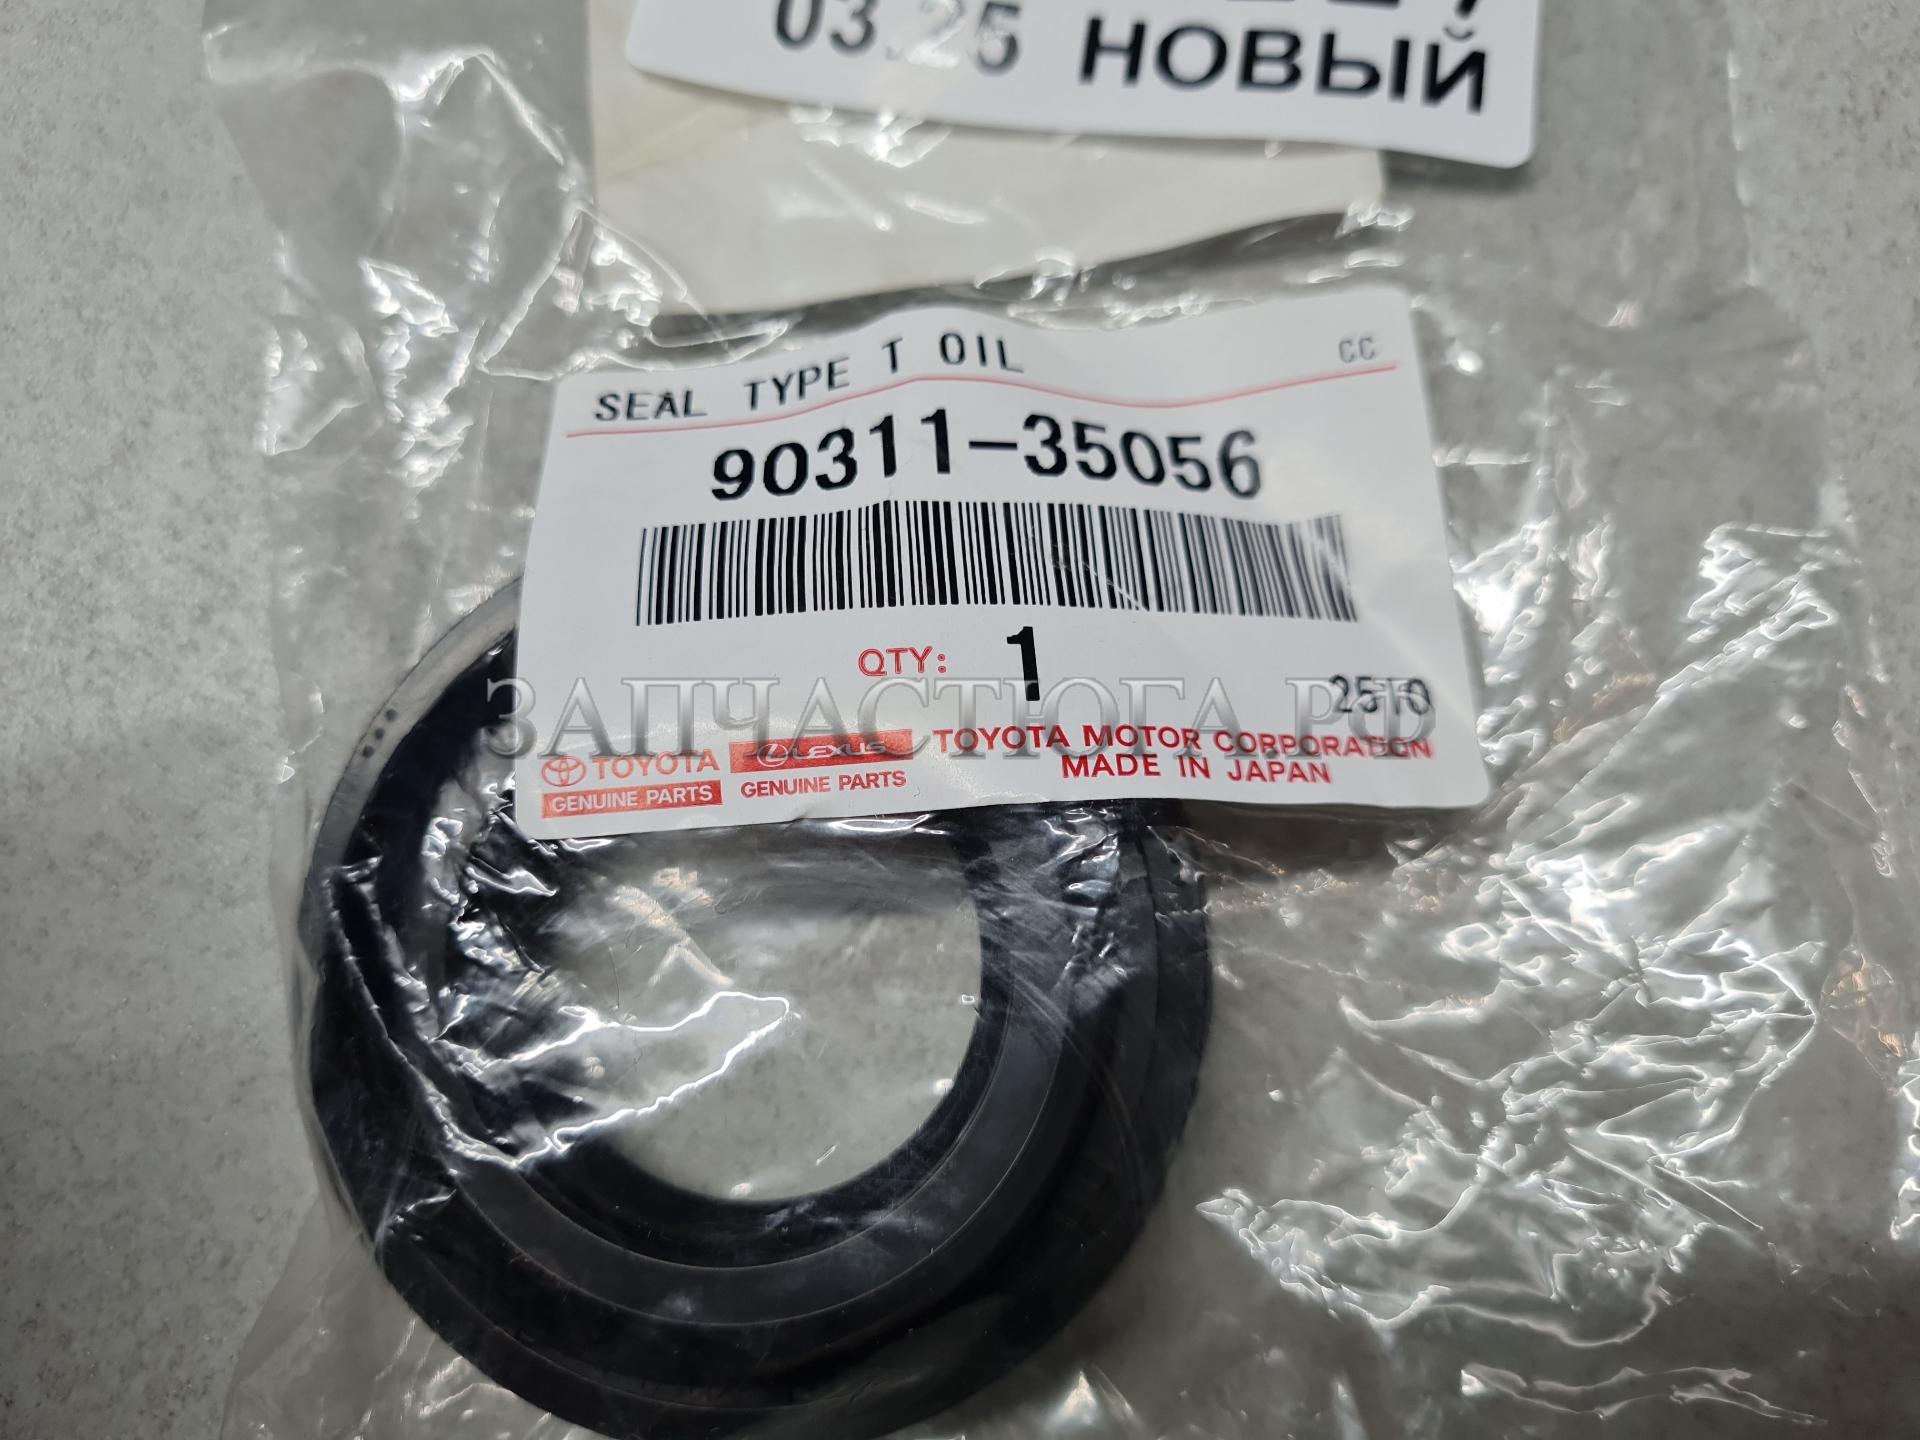 03.25 НОВЫЙ
SEAL TYPE T OIL CC
90311-35056
QTY: 1
2510
ЗАПЧАСТЮГА.РФ
TOYOTA
GENUINE PARTS
LEXUS
GENUINE PARTS
TOYOTA MOTOR CORPORATION
MADE IN JAPAN